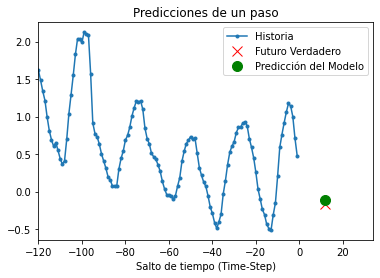 Predicciones de un paso
Historia
Futuro Verdadero
Predicción del Modelo
2.0
1.5
1.0
0.5
0.0
−0.5
−120
−100
−80
−60
−40
−20
0
20
Salto de tiempo (Time-Step)